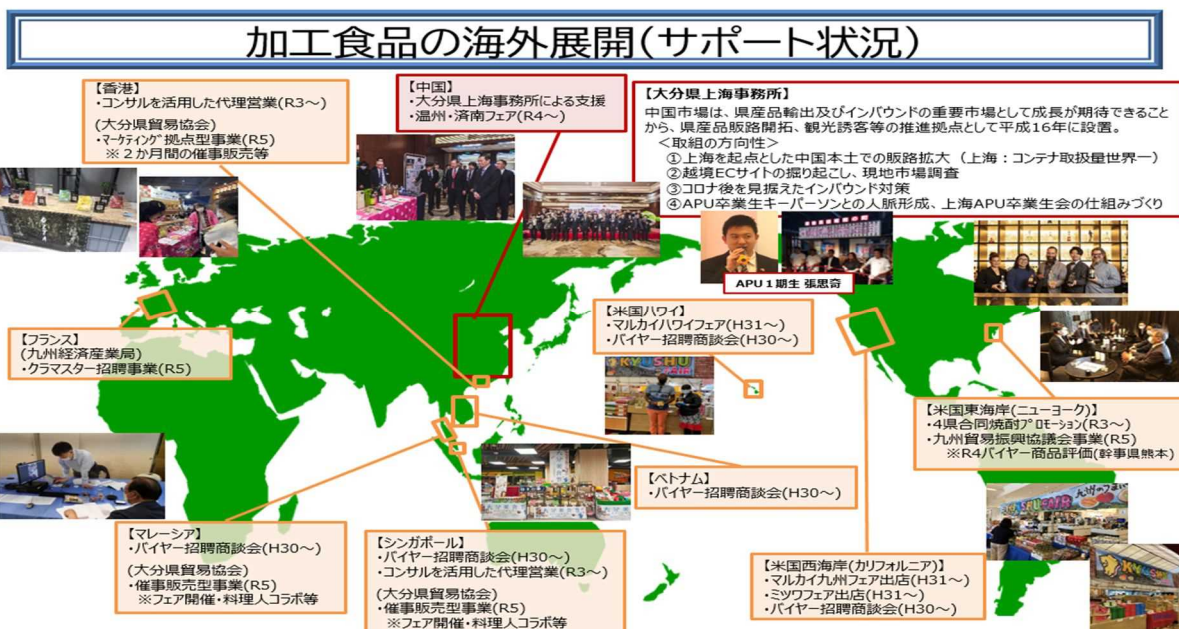 加工食品の海外展開(サポート状況)
【香港】
・コンサルを活用した代理営業(R3～)
(大分県貿易協会)
・マーケティング拠点型事業(R5)
※２か月間の催事販売等
【中国】
・大分県上海事務所による支援
・温州・済南フェア(R4～)
【大分県上海事務所】
中国市場は、県産品輸出及びインバウンドの重要市場として成長が期待できること
から、県産品販路開拓、観光誘客等の推進拠点として平成16年に設置。
＜取組の方向性＞
①上海を起点とした中国本土での販路拡大（上海：コンテナ取扱量世界一）
②越境ECサイトの掘り起こし、現地市場調査
③コロナ後を見据えたインバウンド対策
④APU卒業生キーパーソンとの人脈形成、上海APU卒業生会の仕組みづくり
APU１期生 張思奇
【フランス】
(九州経済産業局)
・クラマスター招聘事業(R5)
【米国ハワイ】
・マルカイハワイフェア(H31～)
・バイヤー招聘商談会(H30～)
KYUSHU
【米国東海岸(ニューヨーク)】
・4県合同焼酎プロモーション(R3～)
・九州貿易振興協議会事業(R5)
※R4バイヤー商品評価(幹事県熊本)
【ベトナム】
・バイヤー招聘商談会(H30～)
【マレーシア】
・バイヤー招聘商談会(H30～)
(大分県貿易協会)
・催事販売型事業(R5)
※フェア開催・料理人コラボ等
【シンガポール】
・バイヤー招聘商談会(H30～)
・コンサルを活用した代理営業(R3～)
(大分県貿易協会)
・催事販売型事業(R5)
※フェア開催・料理人コラボ等
【米国西海岸(カリフォルニア)】
・マルカイ九州フェア出店(H31～)
・ミツワフェア出店(H31～)
・バイヤー招聘商談会(H30～)
九州のうまい
KYUSHU